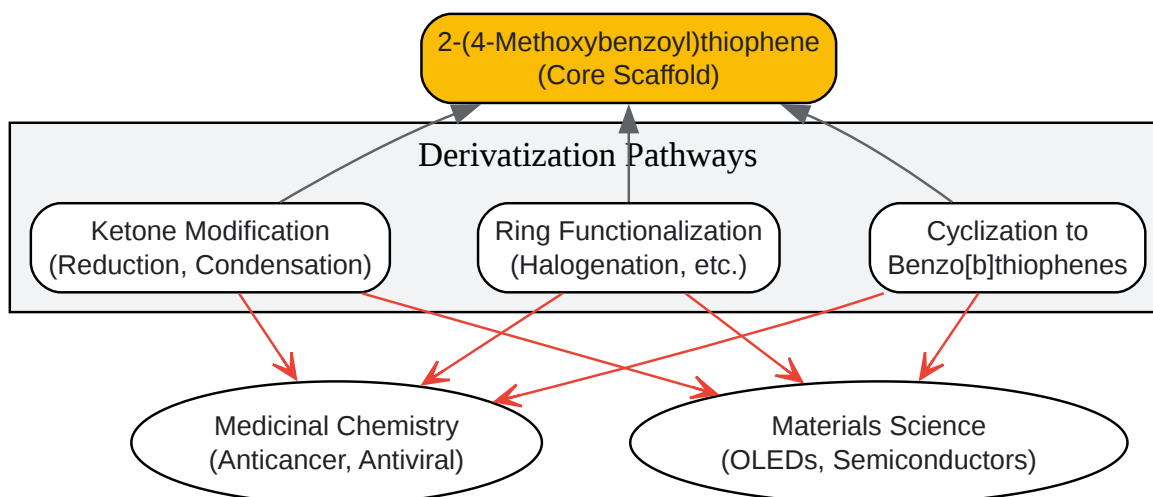 2-(4-Methoxybenzoyl)thiophene
(Core Scaffold)
Derivatization Pathways
Ketone Modification
(Reduction, Condensation)
Ring Functionalization
(Halogenation, etc.)
Cyclization to
Benzo[b]thiophenes
Medicinal Chemistry
(Anticancer, Antiviral)
Materials Science
(OLEDs, Semiconductors)